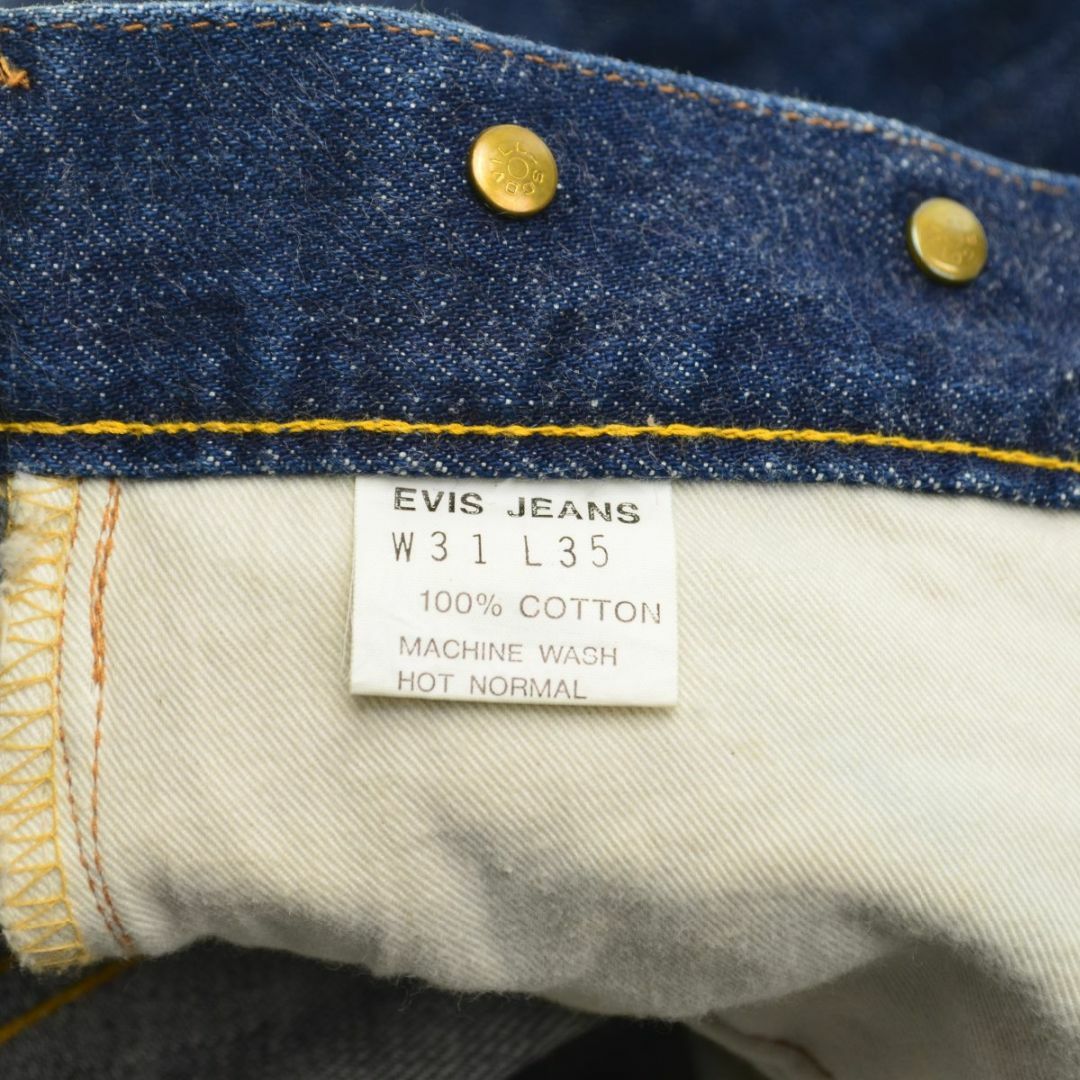 EVIS JEANS
W31 L35
100% COTTON
MACHINE WASH
HOT NORMAL